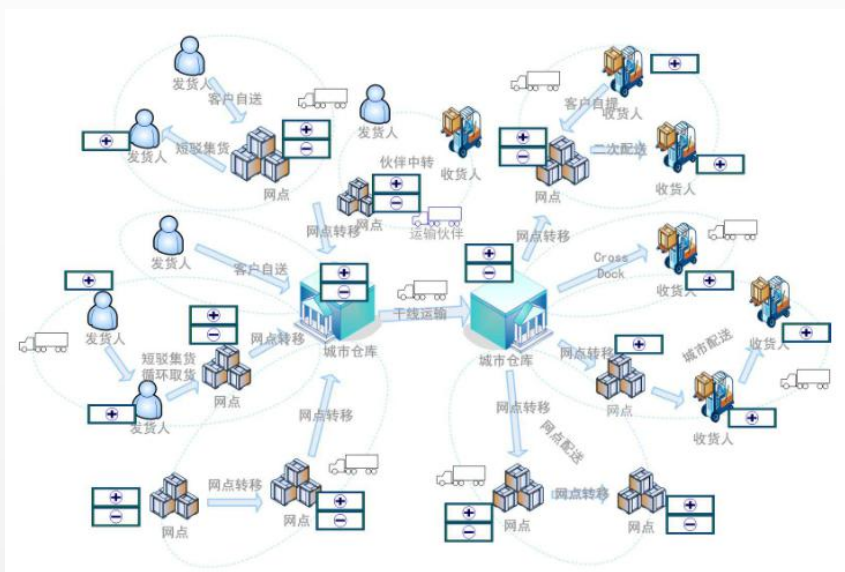 发货人
客户自送
发货人
短驳集货
网点
发货人
伙伴中转
收货人
网点
运输伙伴
网点转移
客户自提
收货人
二次配送
收货人
网点
网点转移
发货人
客户自送
城市仓库
干线运输
城市仓库
Cross
Dock
收货人
发货人
短驳集货
循环取货
发货人
网点
网点转移
网点转移
网点
城市配送
收货人
收货人
网点转移
网点
网点转移
网点
网点转移
网点配送
网点
网点转移
网点